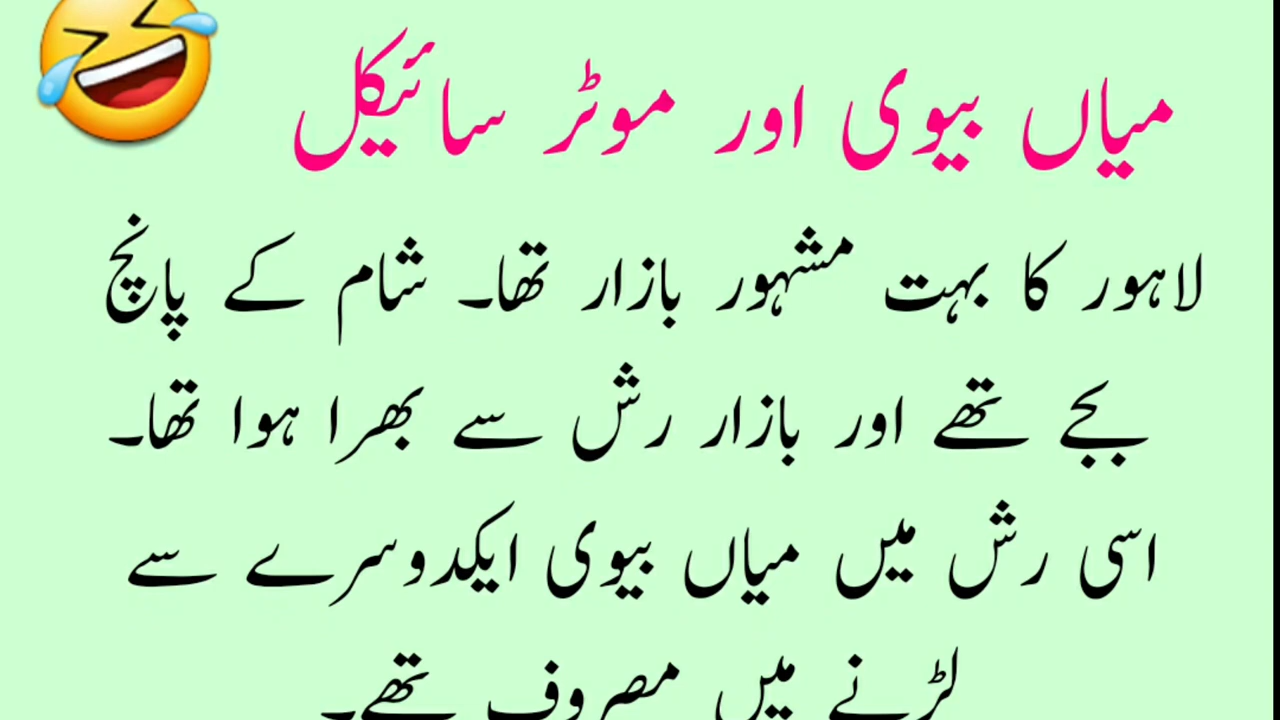 میاں بیوی اور موٹر سائیکل
لاہور کا بہت مشہور بازار تھا۔ شام کے پانچ
بجے تھے اور بازار رش سے بھرا ہوا تھا۔
اسی رش میں میاں بیوی ایکدوسرے سے
لڑنے میں مصروف تھے۔